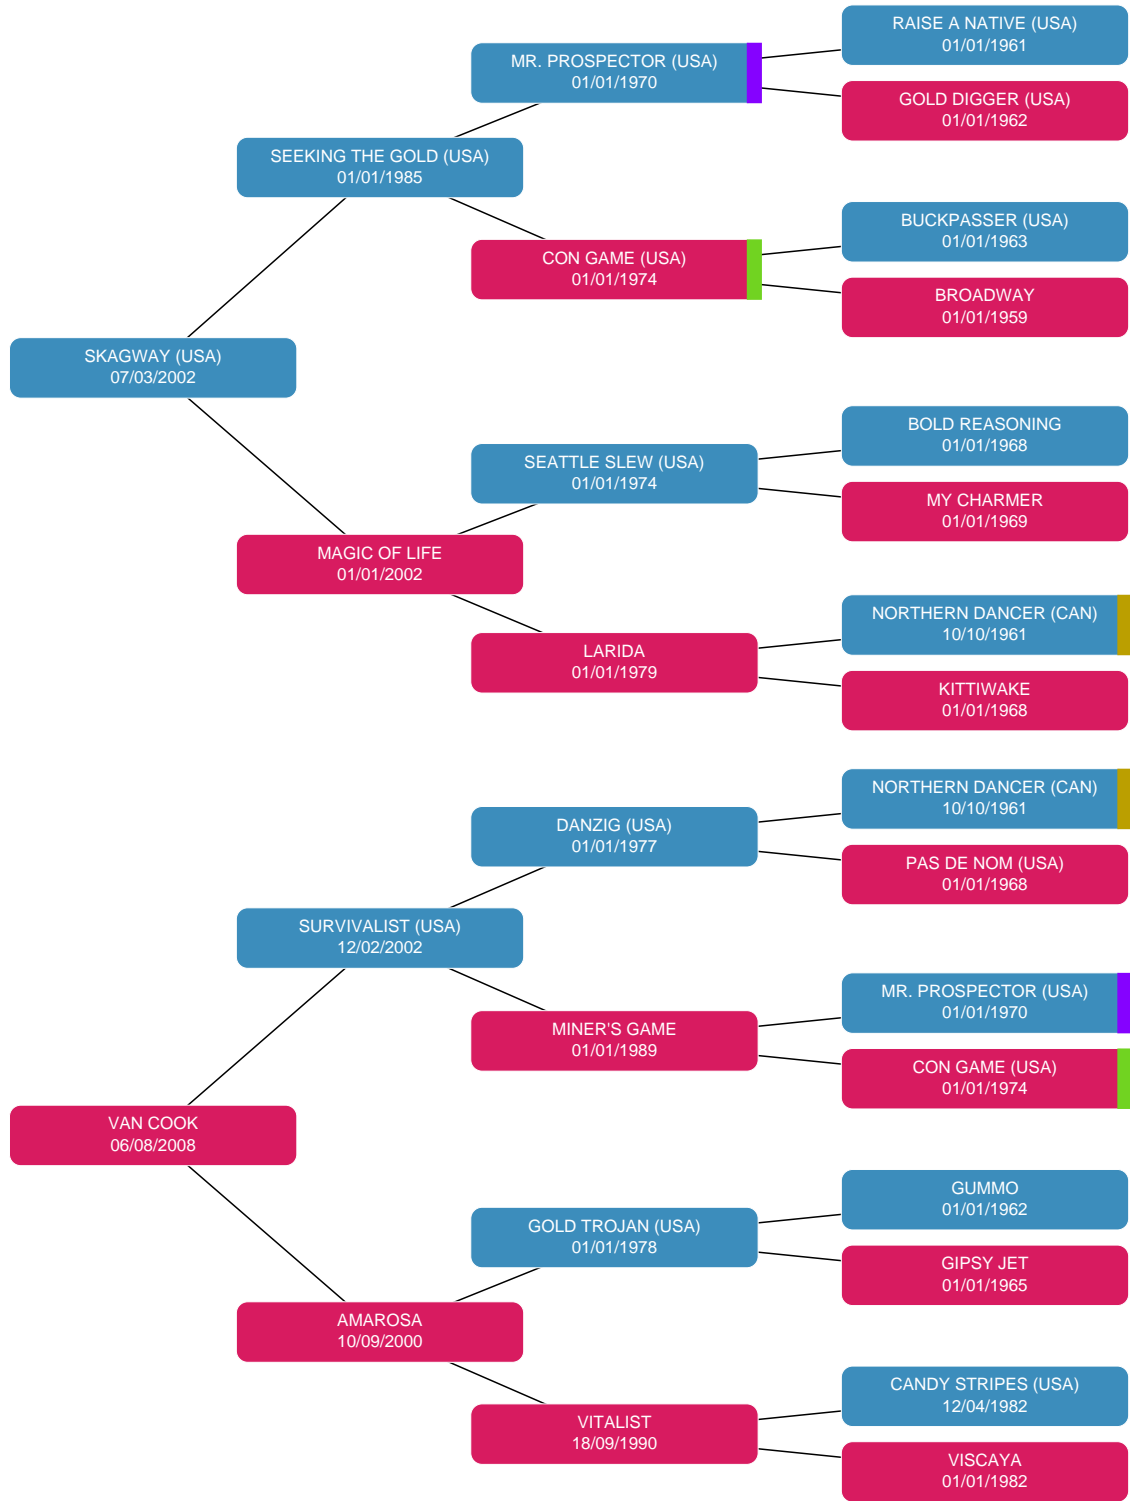 RAISE A NATIVE (USA)
01/01/1961
MR. PROSPECTOR (USA)
01/01/1970
GOLD DIGGER (USA)
01/01/1962
SEEKING THE GOLD (USA)
01/01/1985
BUCKPASSER (USA)
01/01/1963
CON GAME (USA)
01/01/1974
BROADWAY
01/01/1959
SKAGWAY (USA)
07/03/2002
BOLD REASONING
01/01/1968
SEATTLE SLEW (USA)
01/01/1974
MY CHARMER
01/01/1969
MAGIC OF LIFE
01/01/2002
NORTHERN DANCER (CAN)
10/10/1961
LARIDA
01/01/1979
KITTIWAKE
01/01/1968
NORTHERN DANCER (CAN)
10/10/1961
DANZIG (USA)
01/01/1977
PAS DE NOM (USA)
01/01/1968
SURVIVALIST (USA)
12/02/2002
MR. PROSPECTOR (USA)
01/01/1970
MINER'S GAME
01/01/1989
CON GAME (USA)
01/01/1974
VAN COOK
06/08/2008
GUMMO
01/01/1962
GOLD TROJAN (USA)
01/01/1978
GIPSY JET
01/01/1965
AMAROSA
10/09/2000
CANDY STRIPES (USA)
12/04/1982
VITALIST
18/09/1990
VISCAYA
01/01/1982